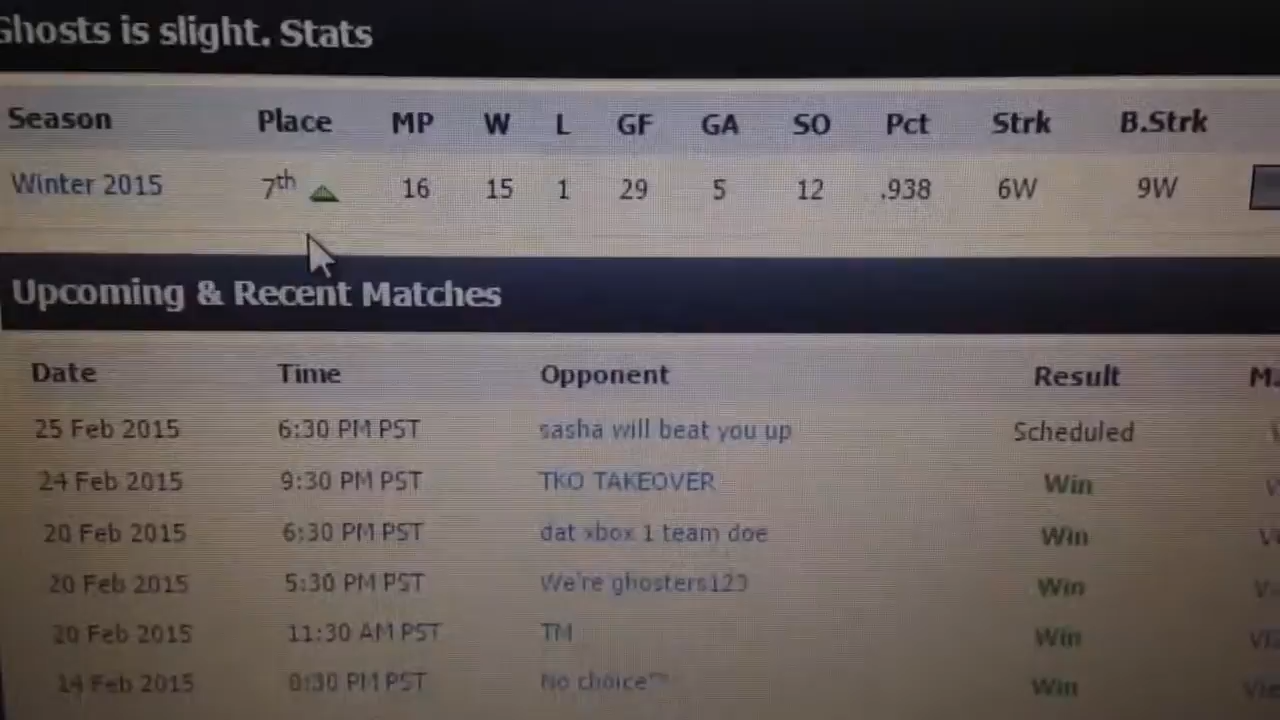 Ghosts is slight. Stats
Season Place MP W L GF GA SO Pct Strk B.Strk
Winter 2015 7th 16 15 1 29 5 12 .938 6W 9W
Upcoming & Recent Matches
Date Time Opponent Result
25 Feb 2015 6:30 PM PST sasha will beat you up Scheduled
24 Feb 2015 9:30 PM PST TKO TAKEOVER Win
20 Feb 2015 6:30 PM PST dat xbox 1 team doe Win
20 Feb 2015 5:30 PM PST We're ghosters123 Win
20 Feb 2015 11:30 AM PST TM Win
14 Feb 2015 PM PST No choice™ Win